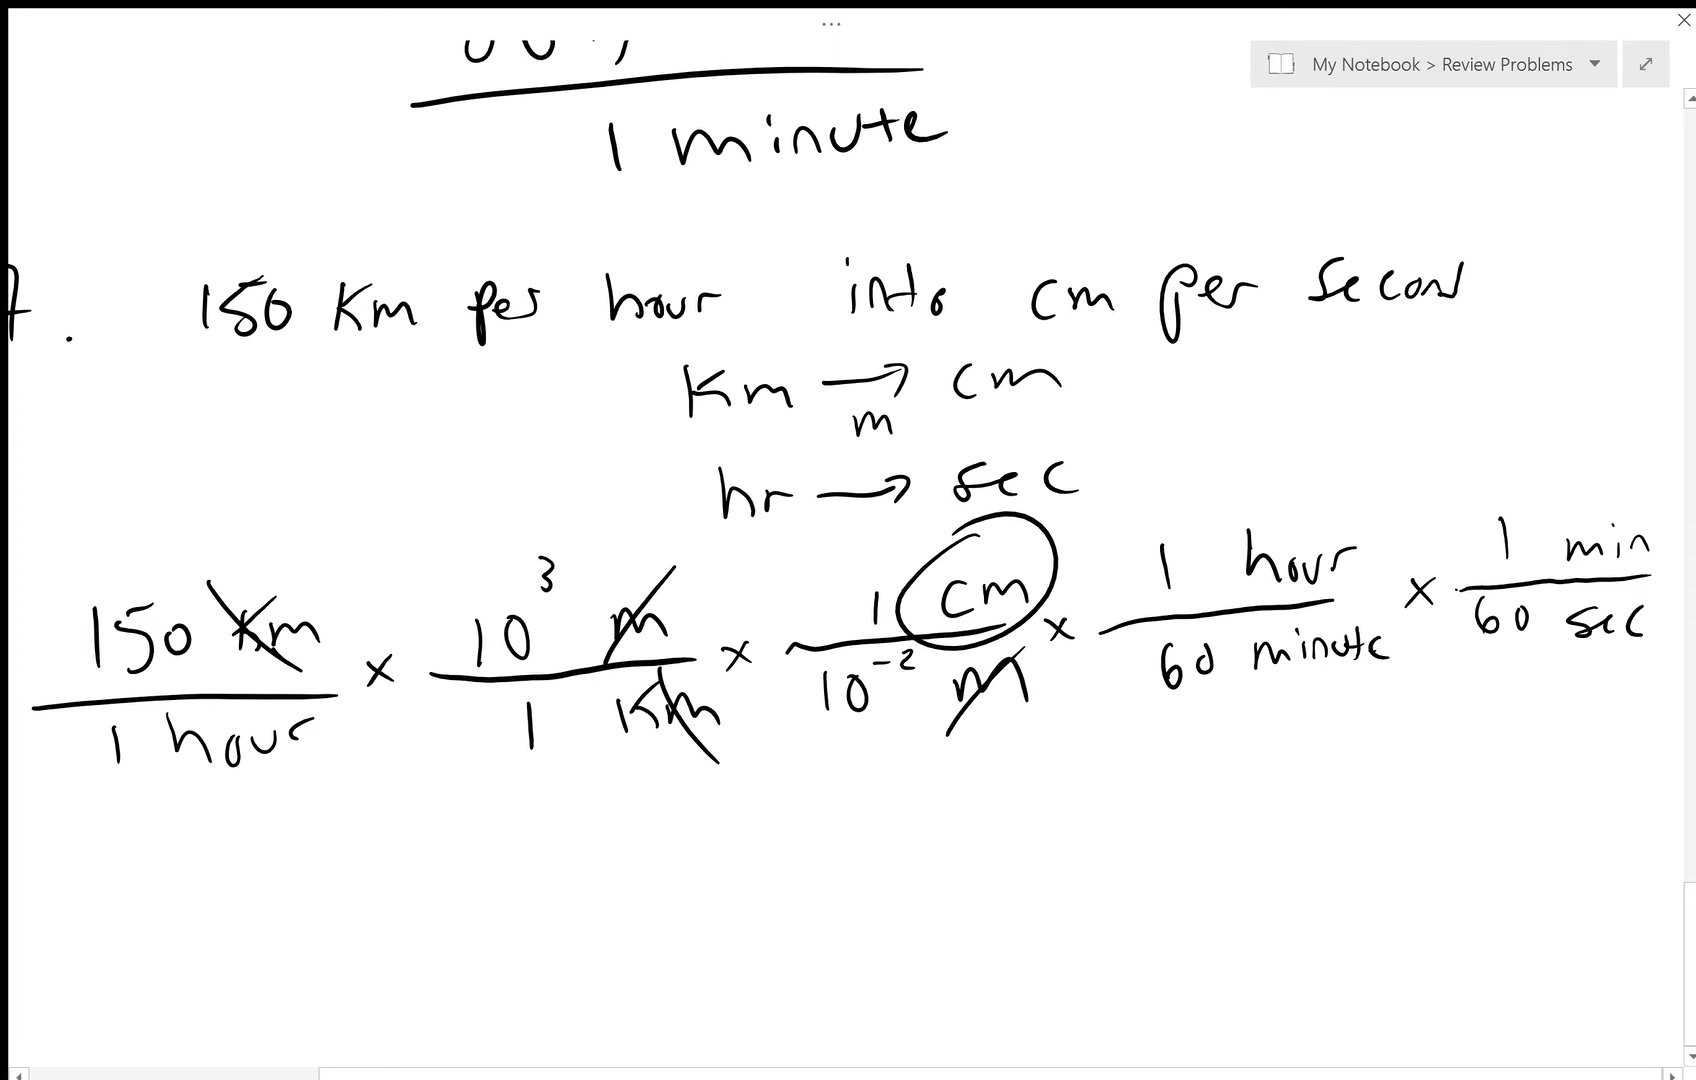 My Notebook > Review Problems
1 minute
7. 150 Km per hour into cm per second
Km → cm
m
hr → sec
150 Km / 1 hour × 10^3 m / 1 Km × 1 cm / 10^-2 m × 1 hour / 60 minute × 1 min / 60 sec